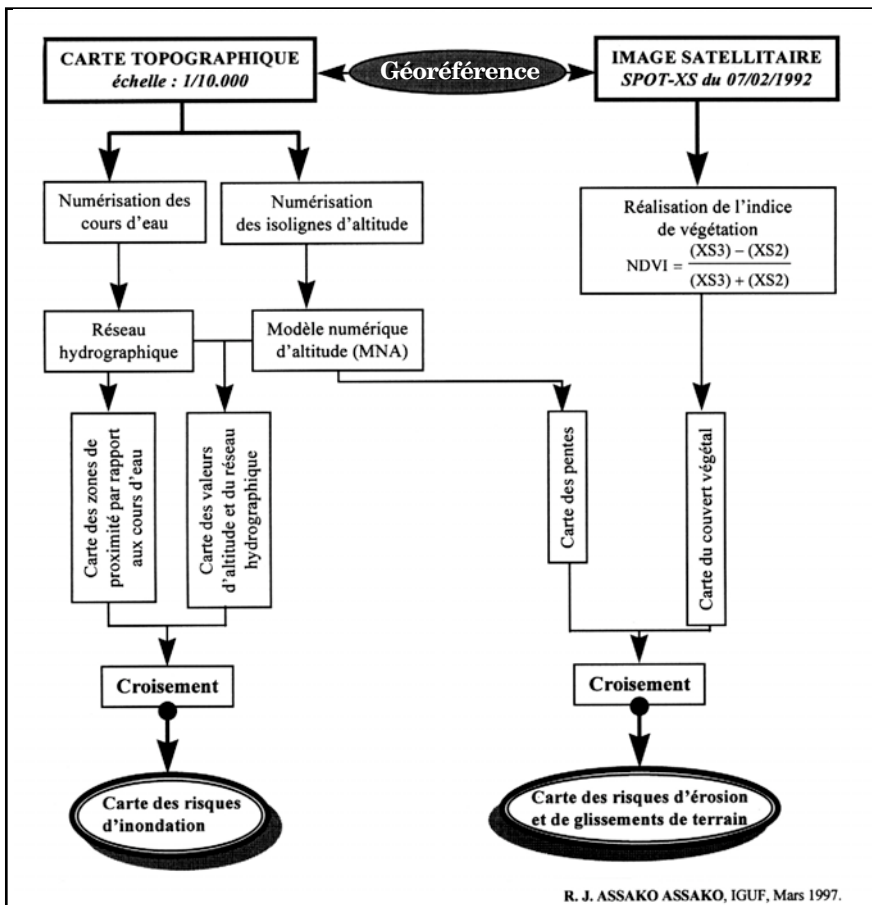 CARTE TOPOGRAPHIQUE
échelle : 1/10.000
Géoréférence
IMAGE SATELLITAIRE
SPOT-XS du 07/02/1992
Numérisation des
cours d'eau
Numérisation
des isolignes d'altitude
Réalisation de l'indice
de végétation
NDVI = (XS3) – (XS2)
(XS3) + (XS2)
Réseau
hydrographique
Modèle numérique
d'altitude (MNA)
Carte des zones de
proximité par rapport
aux cours d'eau
Carte des valeurs
d'altitude et du réseau
hydrographique
Carte des pentes
Carte du couvert végétal
Croisement
Croisement
Carte des risques
d'inondation
Carte des risques d'érosion
et de glissements de terrain
R. J. ASSAKO ASSAKO, IGUF, Mars 1997.